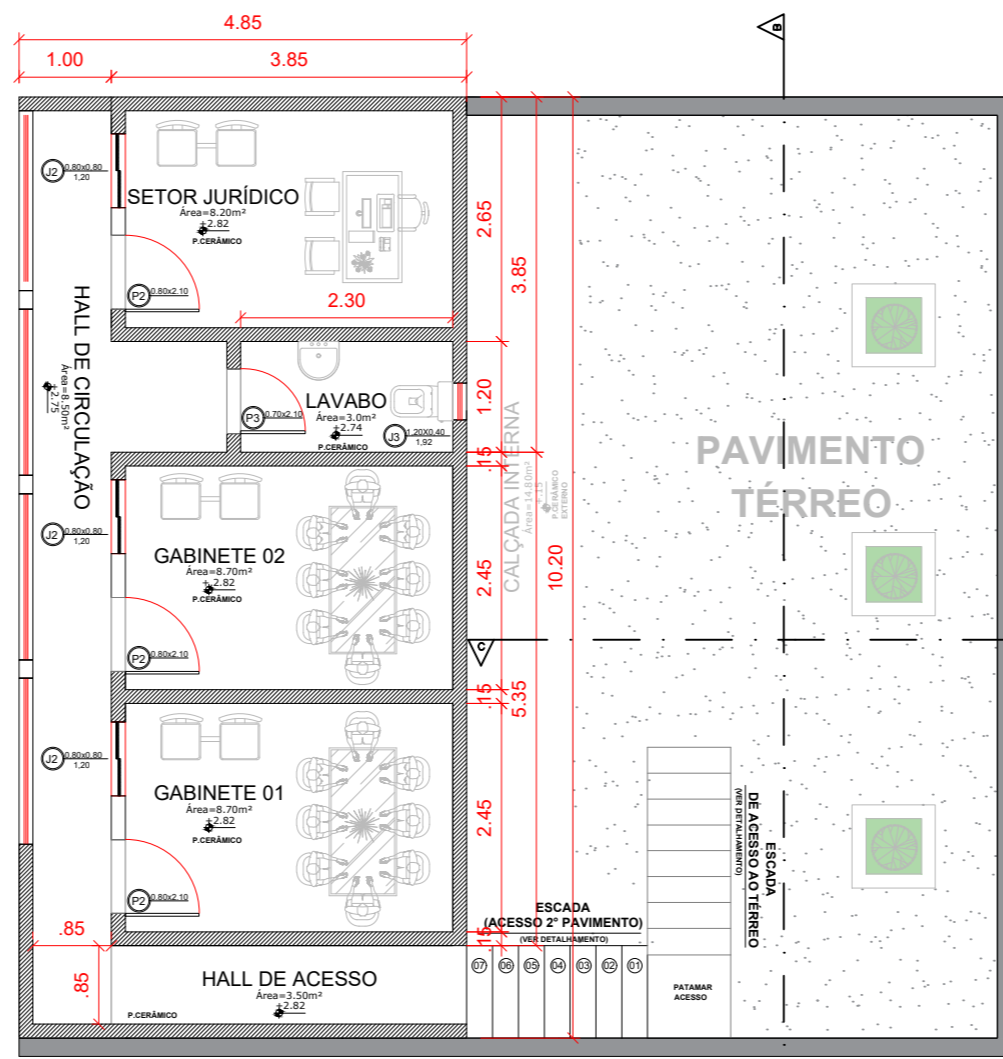 4.85
1.00
3.85
B
J2
0.80x0.80
1,20
SETOR JURÍDICO
Área=8.20m²
+2.82
P.CERÂMICO
P2
0.80x2.10
2.30
2.65
3.85
HALL DE CIRCULAÇÃO
Área=8.50m²
+2.75
LAVABO
Área=3.0m²
+2.74
P.CERÂMICO
P3
0.70x2.10
J3
1.20X0.40
1,92
1.20
.15
CALÇADA INTERNA
Área=14.80m²
+.15
P.CERÂMICO
EXTERNO
PAVIMENTO
TÉRREO
J2
0.80x0.80
1,20
GABINETE 02
Área=8.70m²
+2.82
P.CERÂMICO
P2
0.80x2.10
2.45
10.20
C
.15
5.35
J2
0.80x0.80
1,20
GABINETE 01
Área=8.70m²
+2.82
P.CERÂMICO
P2
0.80x2.10
2.45
.15
ESCADA
DE ACESSO AO TÉRREO
(VER DETALHAMENTO)
ESCADA
(ACESSO 2° PAVIMENTO)
(VER DETALHAMENTO)
07 06 05 04 03 02 01
PATAMAR
ACESSO
.85
.85
HALL DE ACESSO
Área=3.50m²
+2.82
P.CERÂMICO